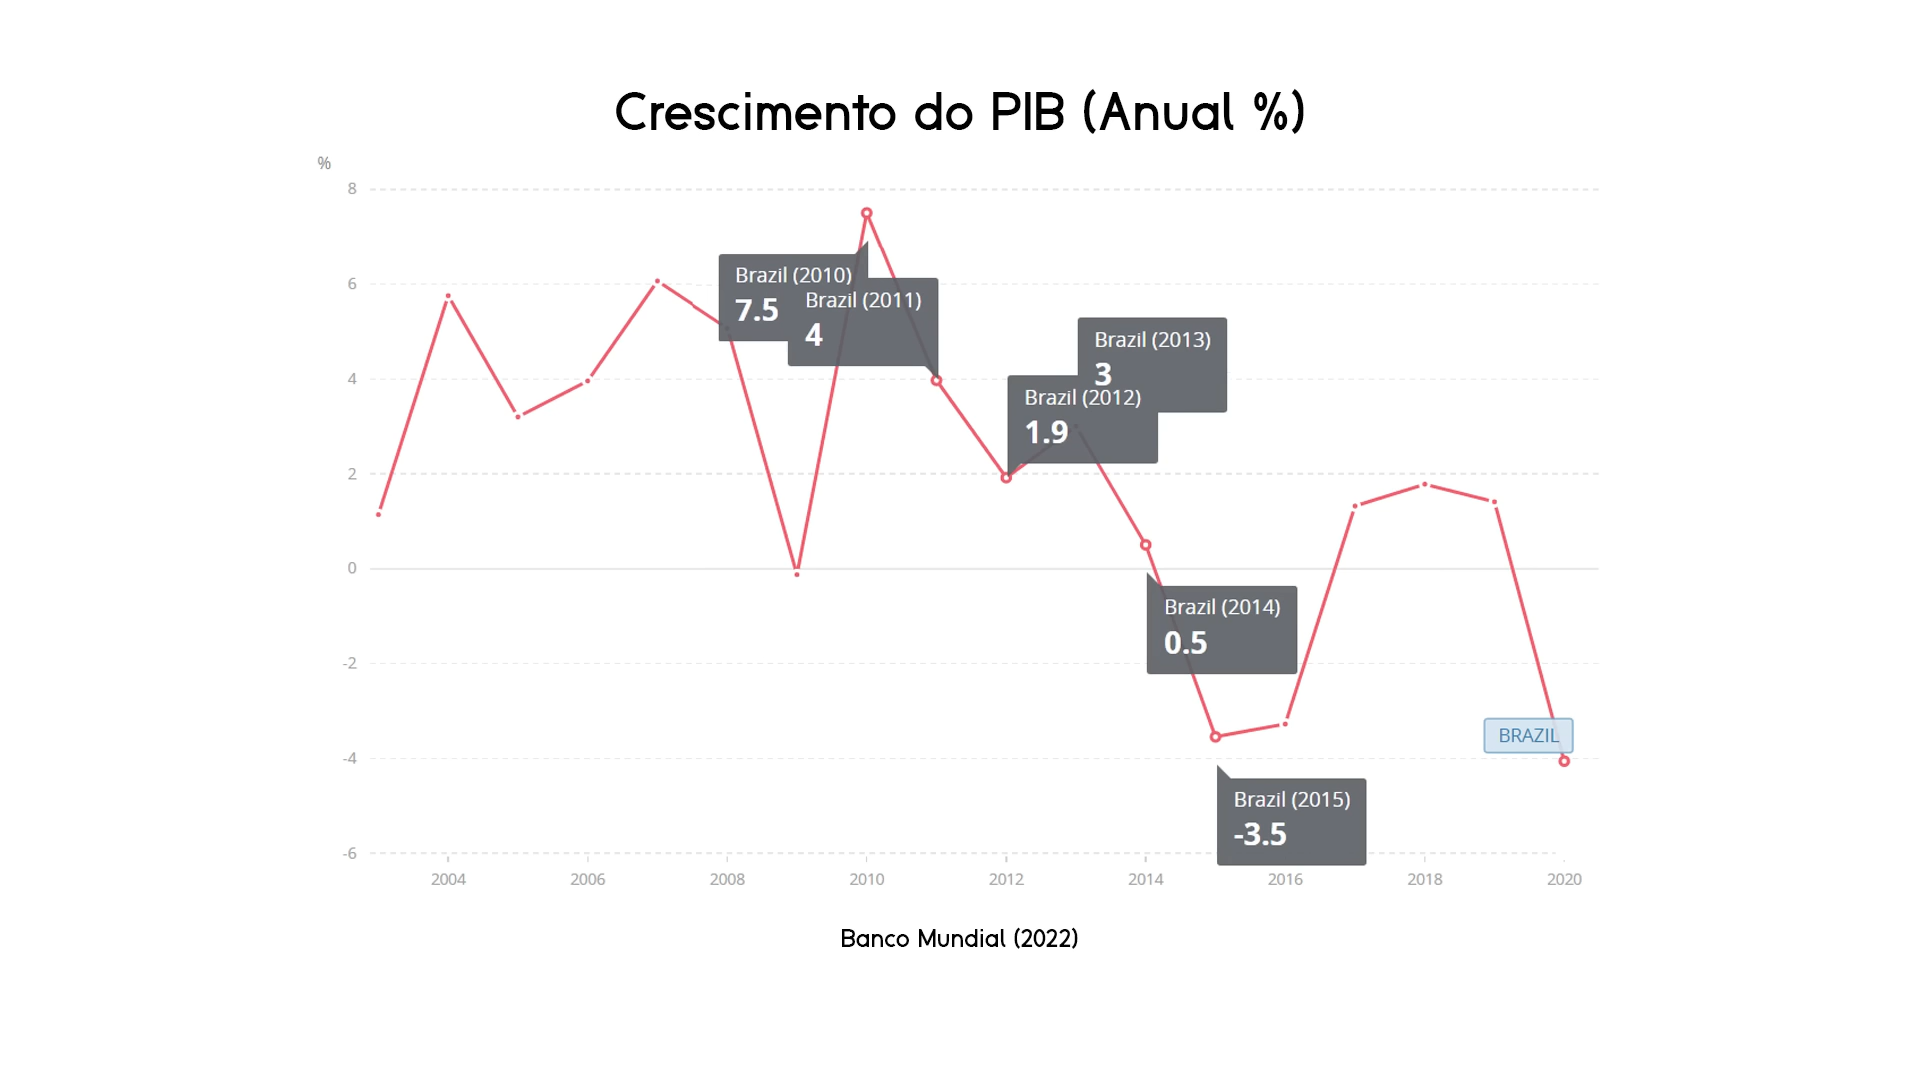 Crescimento do PIB (Anual %)
%
8
6
4
2
0
-2
-4
-6
Brazil (2010)
7.5
Brazil (2011)
4
Brazil (2013)
3
Brazil (2012)
1.9
Brazil (2014)
0.5
BRAZIL
Brazil (2015)
-3.5
2004 2006 2008 2010 2012 2014 2016 2018 2020
Banco Mundial (2022)